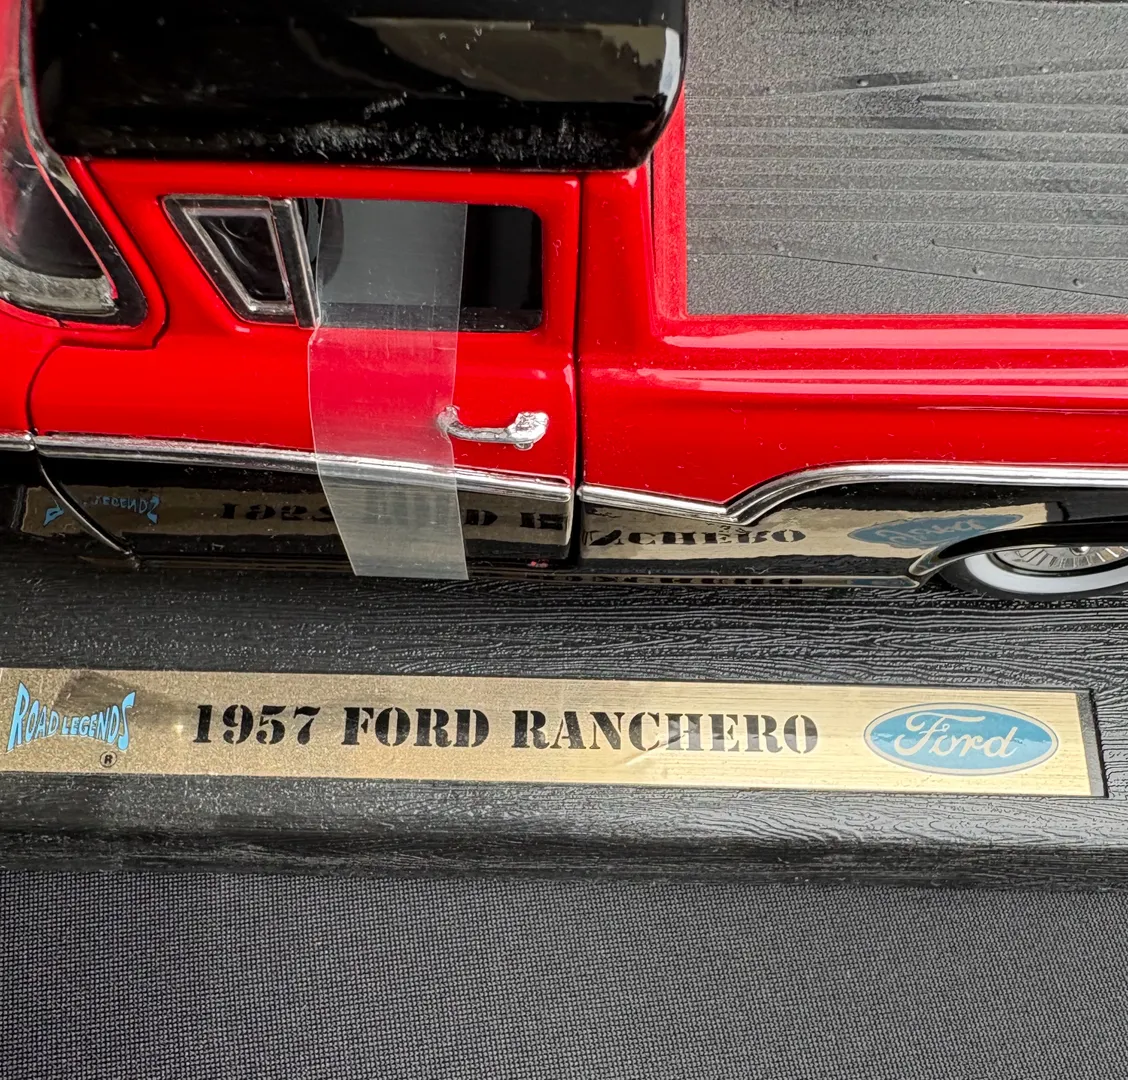 ROAD LEGENDS
®
1957 FORD RANCHERO
Ford